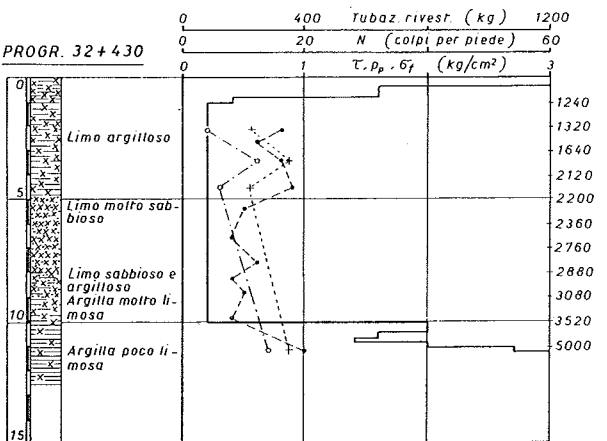 0 400 Tubaz. rivest. (kg) 1200
0 20 N (colpi per piede) 60
PROGR. 32+430
0 1 τ, pp, σf (kg/cm²) 3
0
1240
1320
Limo argilloso
1640
2120
5
2200
Limo molto sab-
bioso
2360
2760
Limo sabbioso e
argilloso
2880
Argilla molto li-
mosa
3080
10
3520
5000
Argilla poco li-
mosa
15